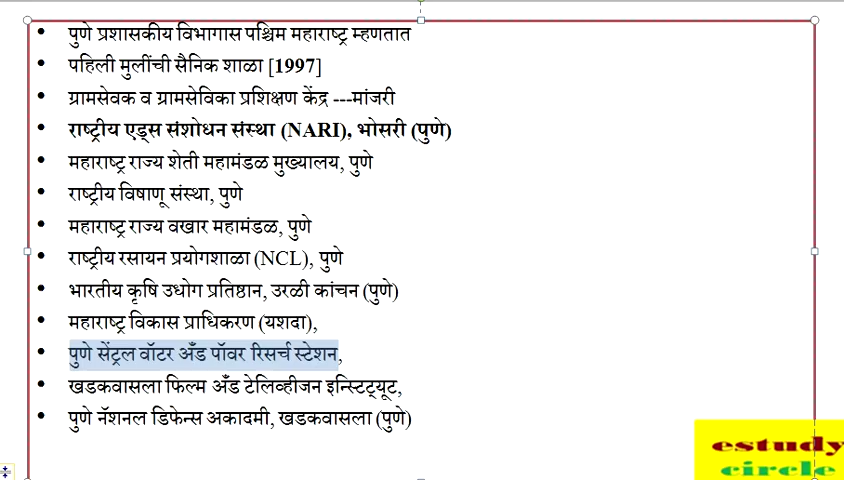 पुणे प्रशासकीय विभागास पश्चिम महाराष्ट्र म्हणतात
पहिली मुलींची सैनिक शाळा [1997]
ग्रामसेवक व ग्रामसेविका प्रशिक्षण केंद्र ---मांजरी
राष्ट्रीय एड्स संशोधन संस्था (NARI), भोसरी (पुणे)
महाराष्ट्र राज्य शेती महामंडळ मुख्यालय, पुणे
राष्ट्रीय विषाणू संस्था, पुणे
महाराष्ट्र राज्य वखार महामंडळ, पुणे
राष्ट्रीय रसायन प्रयोगशाळा (NCL), पुणे
भारतीय कृषि उधोग प्रतिष्ठान, उरळी कांचन (पुणे)
महाराष्ट्र विकास प्राधिकरण (यशदा),
पुणे सेंट्रल वॉटर अँड पॉवर रिसर्च स्टेशन,
खडकवासला फिल्म अँड टेलिव्हीजन इन्स्टिट्यूट,
पुणे नॅशनल डिफेन्स अकादमी, खडकवासला (पुणे)
estudy
circle